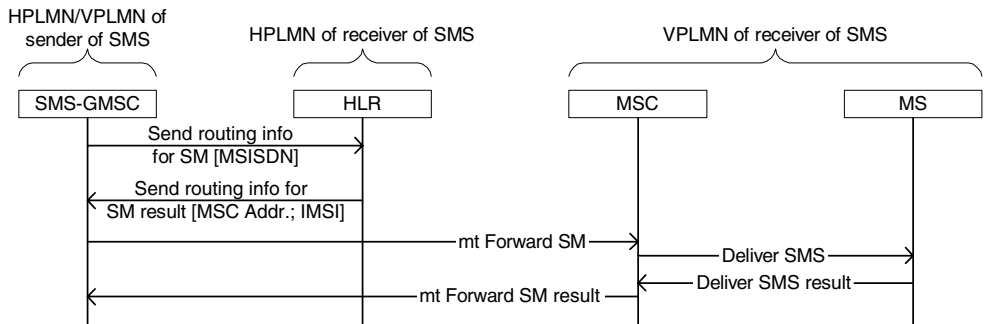 HPLMN/VPLMN of
sender of SMS
HPLMN of receiver of SMS
VPLMN of receiver of SMS
SMS-GMSC
HLR
MSC
MS
Send routing info
for SM [MSISDN]
Send routing info for
SM result [MSC Addr.; IMSI]
mt Forward SM
Deliver SMS
Deliver SMS result
mt Forward SM result